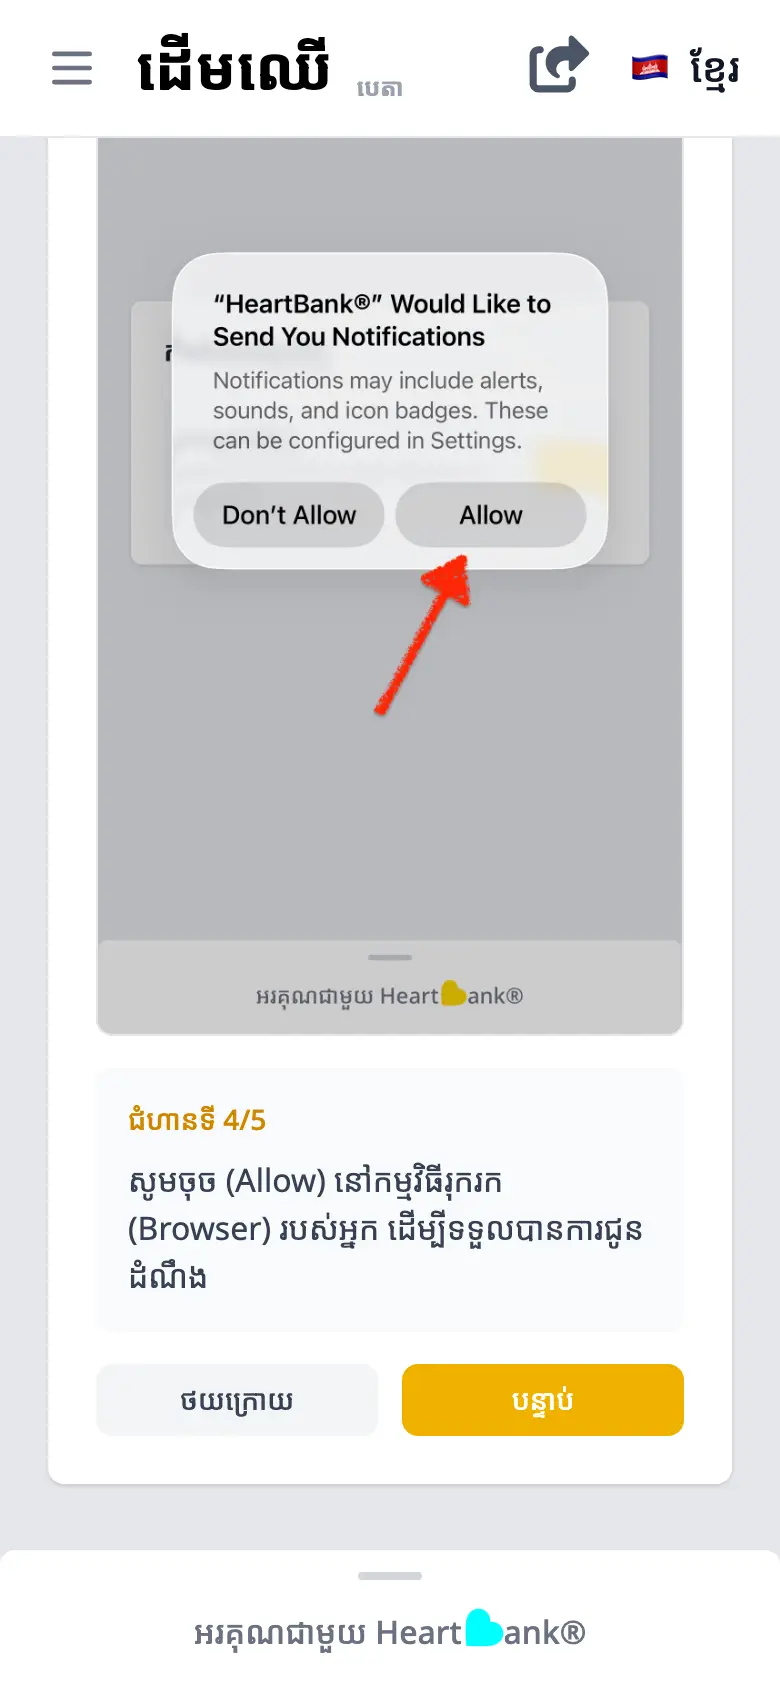 ដើមឈើ បេតា 🇰🇭 ខ្មែរ
“HeartBank®” Would Like to
Send You Notifications
Notifications may include alerts,
sounds, and icon badges. These
can be configured in Settings.
Don’t Allow Allow
អរគុណជាមួយ Heartbank®
ជំហានទី 4/5
សូមចុច (Allow) នៅកម្មវិធីរុករក
(Browser) របស់អ្នក ដើម្បីទទួលបានការជូន
ដំណឹង
ថយក្រោយ បន្ទាប់
អរគុណជាមួយ Heartbank®